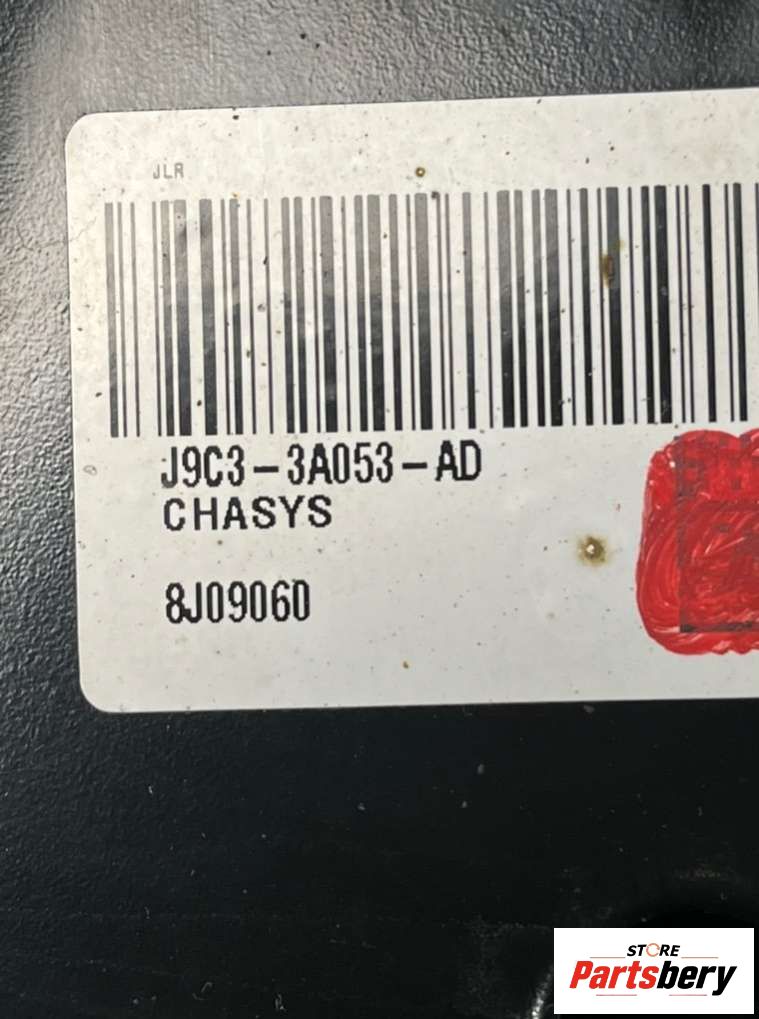 JLR
J9C3-3A053-AD
CHASYS
8J09060
STORE
Partsbery